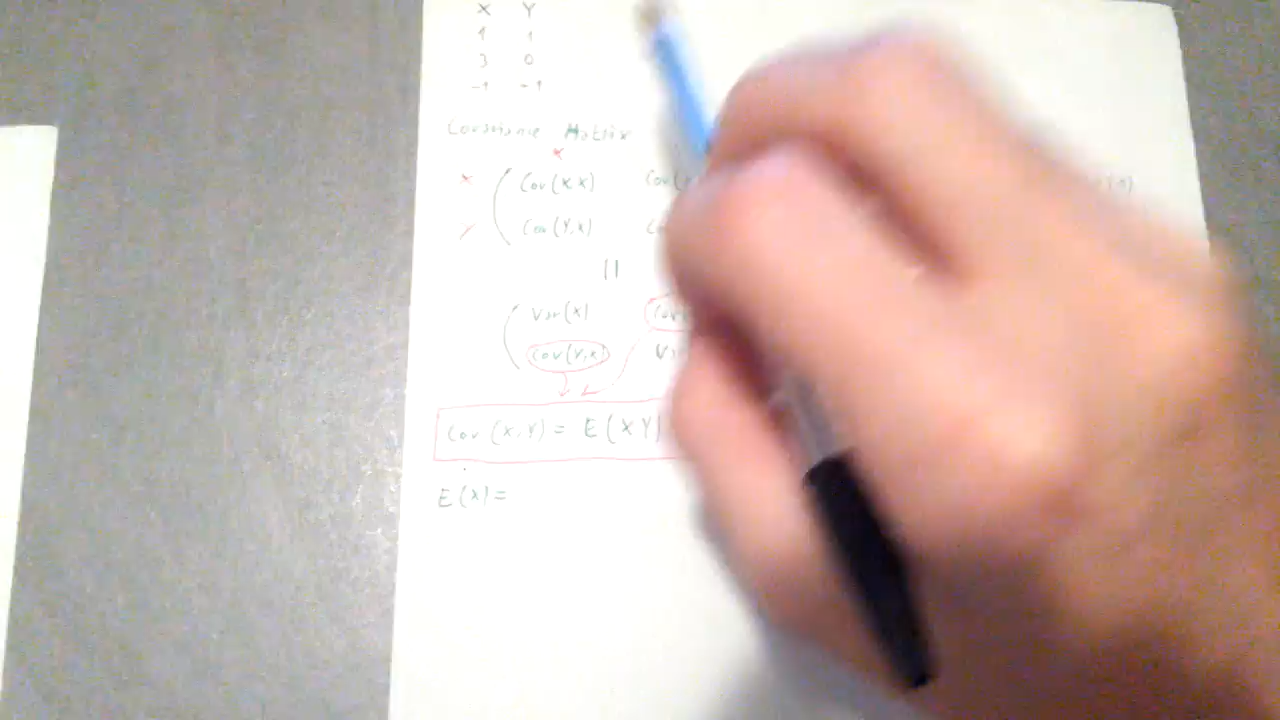 X Y
1 1
3 0
-1 -1
Covariance Matrix
X
X Cov(X,X)
Y Cov(Y,X)
||
Var(X)
Cov(Y,X)
Cov(X,Y) = E(XY)
E(X) =